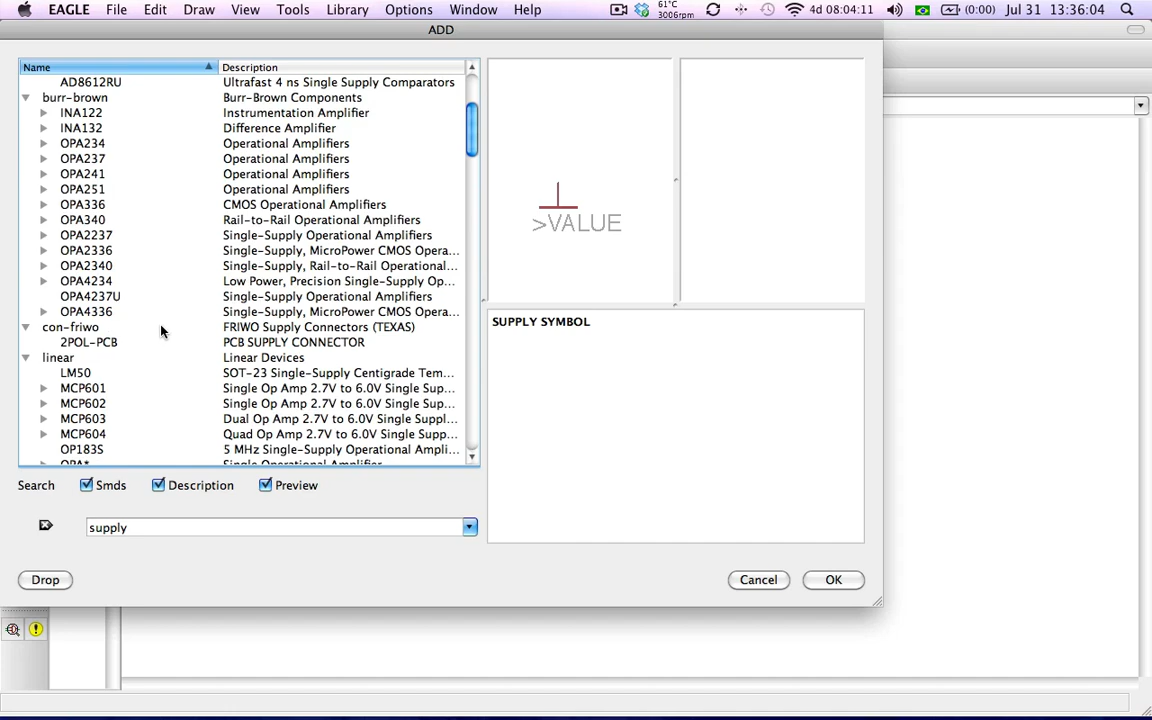 EAGLE File Edit Draw View Tools Library Options Window Help 61°C 3006rpm 4d 08:04:11 (0:00) Jul 31 13:36:04
ADD
Name Description
AD8612RU Ultrafast 4 ns Single Supply Comparators
burr-brown Burr-Brown Components
INA122 Instrumentation Amplifier
INA132 Difference Amplifier
OPA234 Operational Amplifiers
OPA237 Operational Amplifiers
OPA241 Operational Amplifiers
OPA251 Operational Amplifiers
OPA336 CMOS Operational Amplifiers
OPA340 Rail-to-Rail Operational Amplifiers
OPA2237 Single-Supply Operational Amplifiers
OPA2336 Single-Supply, MicroPower CMOS Opera...
OPA2340 Single-Supply, Rail-to-Rail Operational...
OPA4234 Low Power, Precision Single-Supply Op...
OPA4237U Single-Supply Operational Amplifiers
OPA4336 Single-Supply, MicroPower CMOS Opera...
con-friwo FRIWO Supply Connectors (TEXAS)
2POL-PCB PCB SUPPLY CONNECTOR
linear Linear Devices
LM50 SOT-23 Single-Supply Centigrade Tem...
MCP601 Single Op Amp 2.7V to 6.0V Single Sup...
MCP602 Single Op Amp 2.7V to 6.0V Single Sup...
MCP603 Dual Op Amp 2.7V to 6.0V Single Suppl...
MCP604 Quad Op Amp 2.7V to 6.0V Single Supp...
OP183S 5 MHz Single-Supply Operational Ampli...
OPA* Single Operational Amplifier
>VALUE
SUPPLY SYMBOL
Search Smds Description Preview
supply
Drop Cancel OK